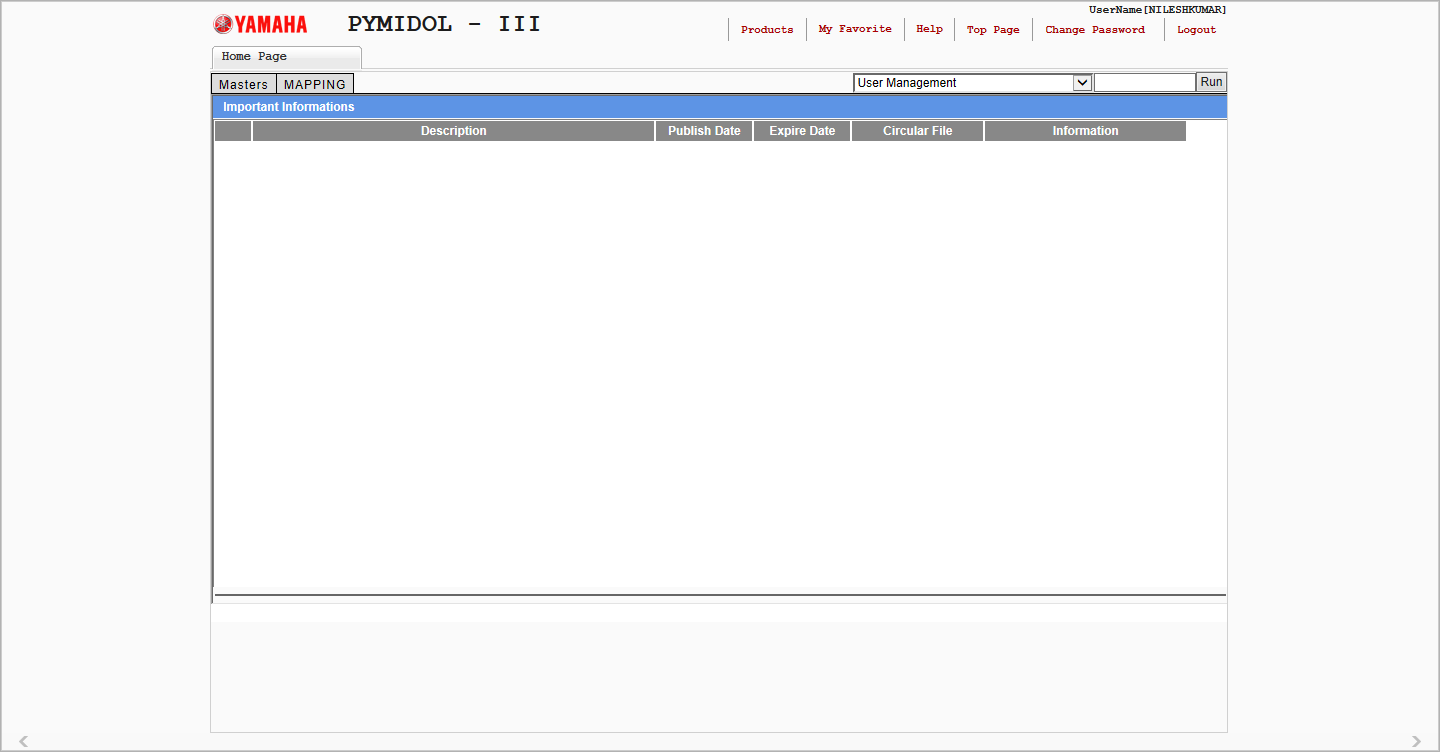 UserName[NILESHKUMAR]
YAMAHA PYMIDOL - III
Products My Favorite Help Top Page Change Password Logout
Home Page
Masters MAPPING User Management Run
Important Informations
Description Publish Date Expire Date Circular File Information